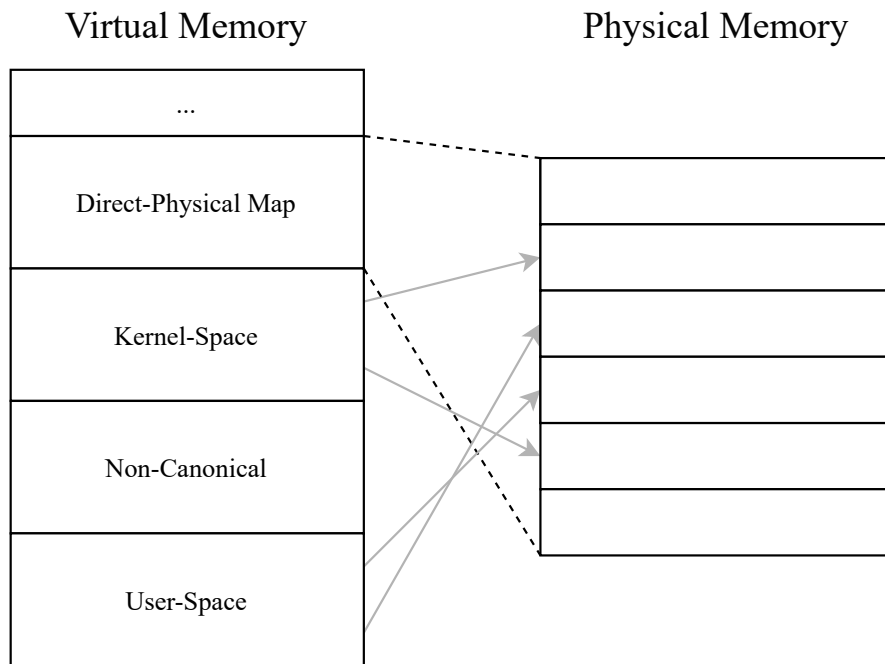 Virtual Memory
Physical Memory
...
Direct-Physical Map
Kernel-Space
Non-Canonical
User-Space